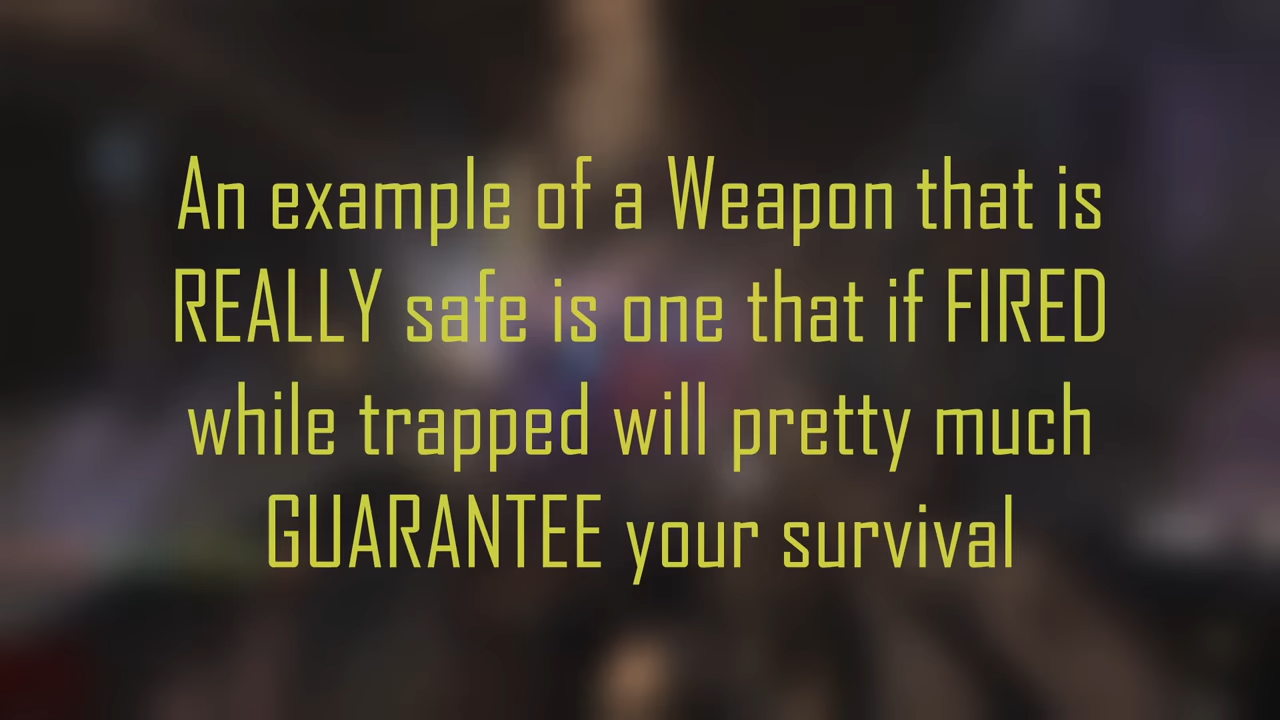 An example of a Weapon that is
REALLY safe is one that if FIRED
while trapped will pretty much
GUARANTEE your survival